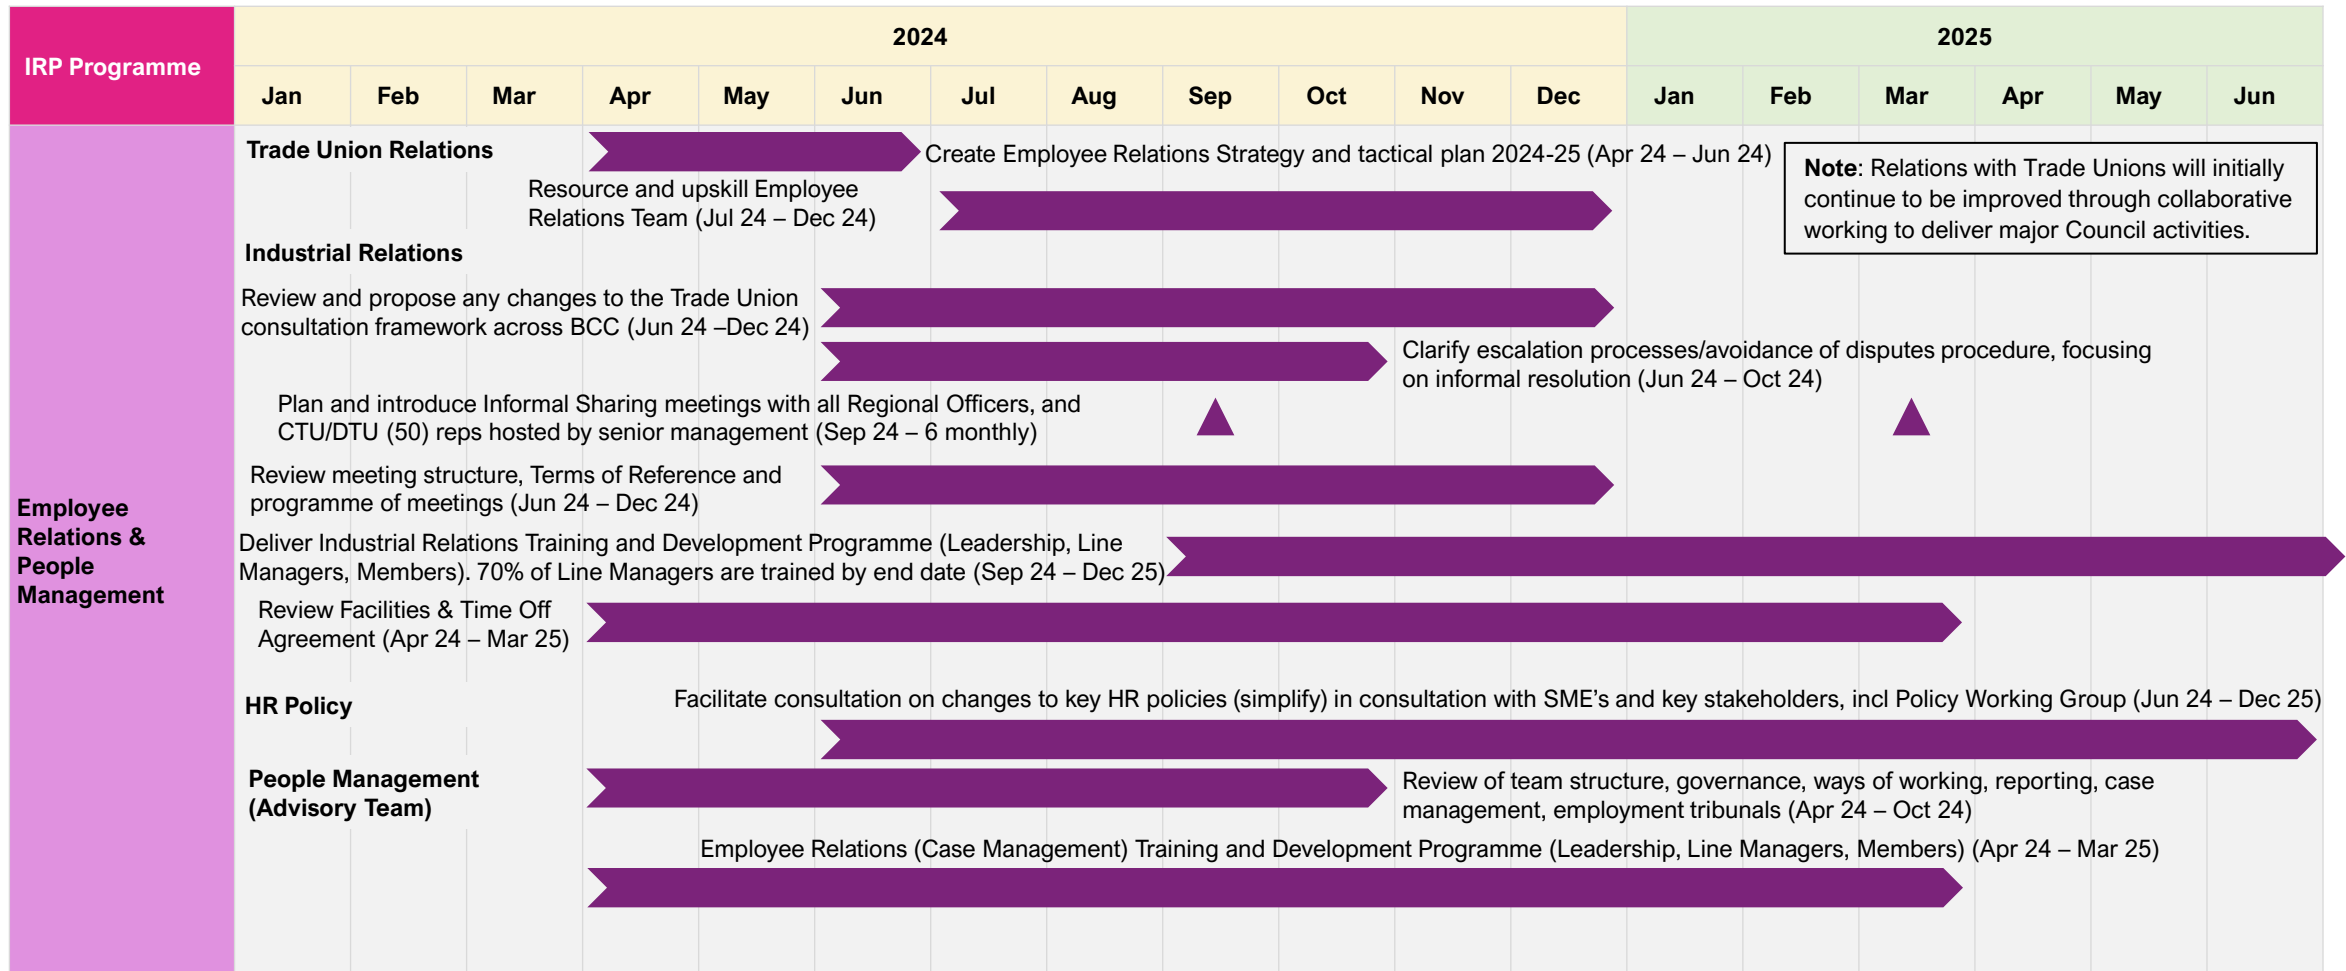 IRP Programme
2024
2025
Jan Feb Mar Apr May Jun Jul Aug Sep Oct Nov Dec Jan Feb Mar Apr May Jun
Employee
Relations &
People
Management
Trade Union Relations
Create Employee Relations Strategy and tactical plan 2024-25 (Apr 24 – Jun 24)
Note: Relations with Trade Unions will initially
continue to be improved through collaborative
working to deliver major Council activities.
Resource and upskill Employee
Relations Team (Jul 24 – Dec 24)
Industrial Relations
Review and propose any changes to the Trade Union
consultation framework across BCC (Jun 24 –Dec 24)
Clarify escalation processes/avoidance of disputes procedure, focusing
on informal resolution (Jun 24 – Oct 24)
Plan and introduce Informal Sharing meetings with all Regional Officers, and
CTU/DTU (50) reps hosted by senior management (Sep 24 – 6 monthly)
Review meeting structure, Terms of Reference and
programme of meetings (Jun 24 – Dec 24)
Deliver Industrial Relations Training and Development Programme (Leadership, Line
Managers, Members). 70% of Line Managers are trained by end date (Sep 24 – Dec 25)
Review Facilities & Time Off
Agreement (Apr 24 – Mar 25)
HR Policy
Facilitate consultation on changes to key HR policies (simplify) in consultation with SME's and key stakeholders, incl Policy Working Group (Jun 24 – Dec 25)
People Management
(Advisory Team)
Review of team structure, governance, ways of working, reporting, case
management, employment tribunals (Apr 24 – Oct 24)
Employee Relations (Case Management) Training and Development Programme (Leadership, Line Managers, Members) (Apr 24 – Mar 25)